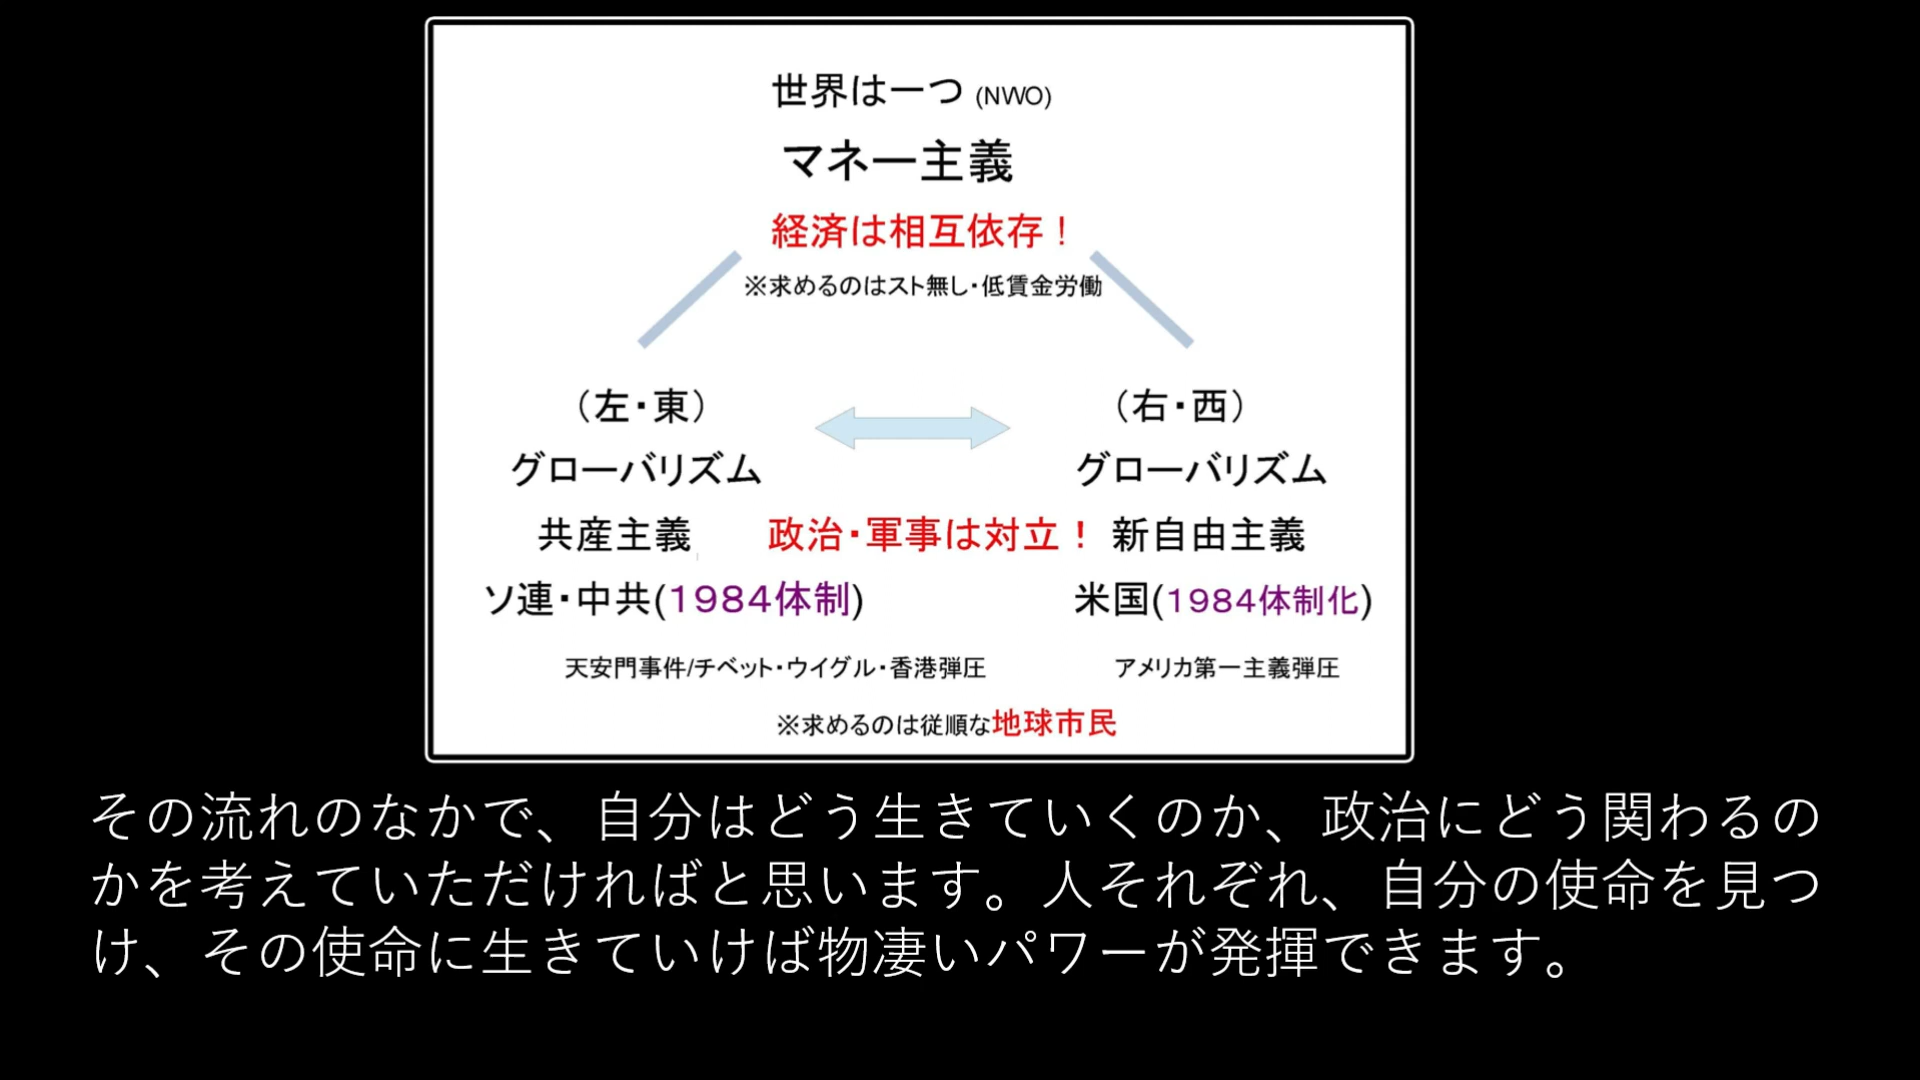 世界は一つ (NWO)
マネー主義
経済は相互依存！
※求めるのはスト無し・低賃金労働
（左・東）
（右・西）
グローバリズム
グローバリズム
共産主義
政治・軍事は対立！
新自由主義
ソ連・中共(１９８４体制)
米国(１９８４体制化)
天安門事件/チベット・ウイグル・香港弾圧
アメリカ第一主義弾圧
※求めるのは従順な地球市民
その流れのなかで、自分はどう生きていくのか、政治にどう関わるの
かを考えていただければと思います。人それぞれ、自分の使命を見つ
け、その使命に生きていけば物凄いパワーが発揮できます。